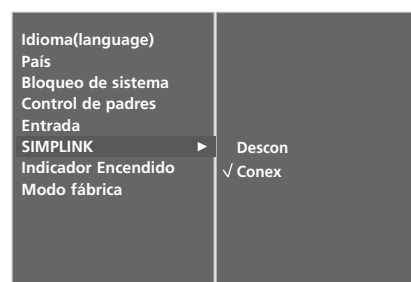 Idioma(language)
País
Bloqueo de sistema
Control de padres
Entrada
SIMPLINK ►
Indicador Encendido
Modo fábrica
Descon
√ Conex